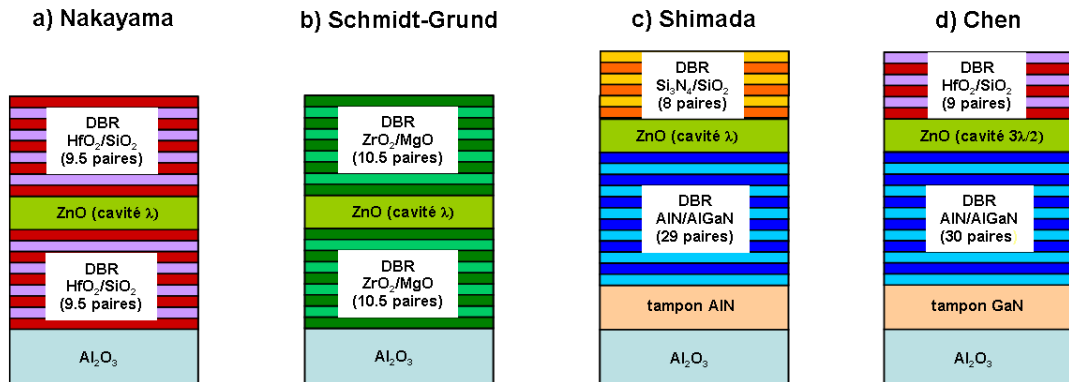 a) Nakayama
DBR
HfO₂/SiO₂
(9.5 paires)
ZnO (cavité λ)
DBR
HfO₂/SiO₂
(9.5 paires)
Al₂O₃
b) Schmidt-Grund
DBR
ZrO₂/MgO
(10.5 paires)
ZnO (cavité λ)
DBR
ZrO₂/MgO
(10.5 paires)
Al₂O₃
c) Shimada
DBR
Si₃N₄/SiO₂
(8 paires)
ZnO (cavité λ)
DBR
AlN/AlGaN
(29 paires)
tampon AlN
Al₂O₃
d) Chen
DBR
HfO₂/SiO₂
(9 paires)
ZnO (cavité 3λ/2)
DBR
AlN/AlGaN
(30 paires)
tampon GaN
Al₂O₃